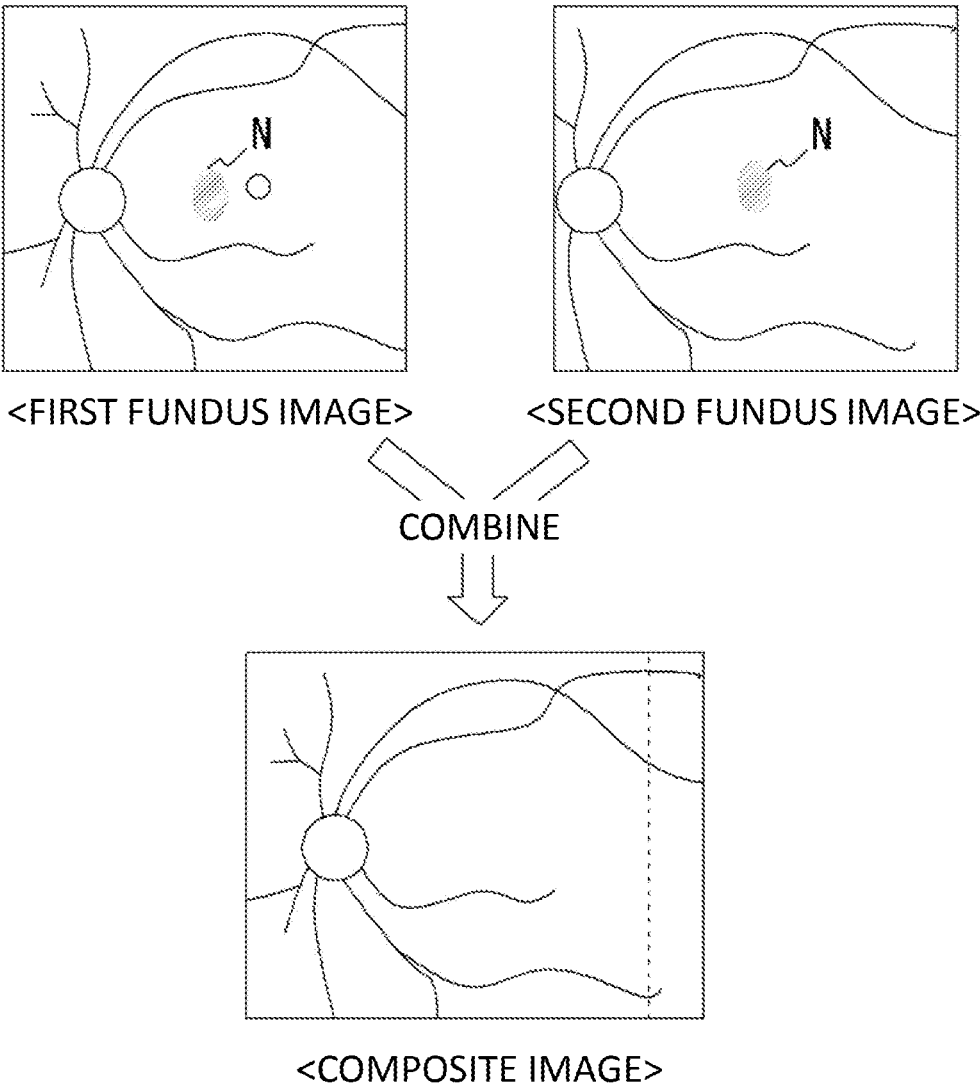 N
N
<FIRST FUNDUS IMAGE>
<SECOND FUNDUS IMAGE>
COMBINE
<COMPOSITE IMAGE>